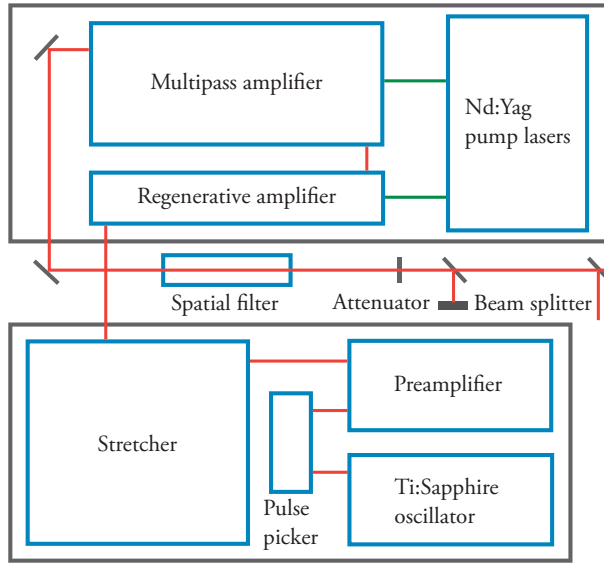 Multipass amplifier
Nd:Yag
pump lasers
Regenerative amplifier
Spatial filter
Attenuator
Beam splitter
Stretcher
Preamplifier
Pulse
picker
Ti:Sapphire
oscillator